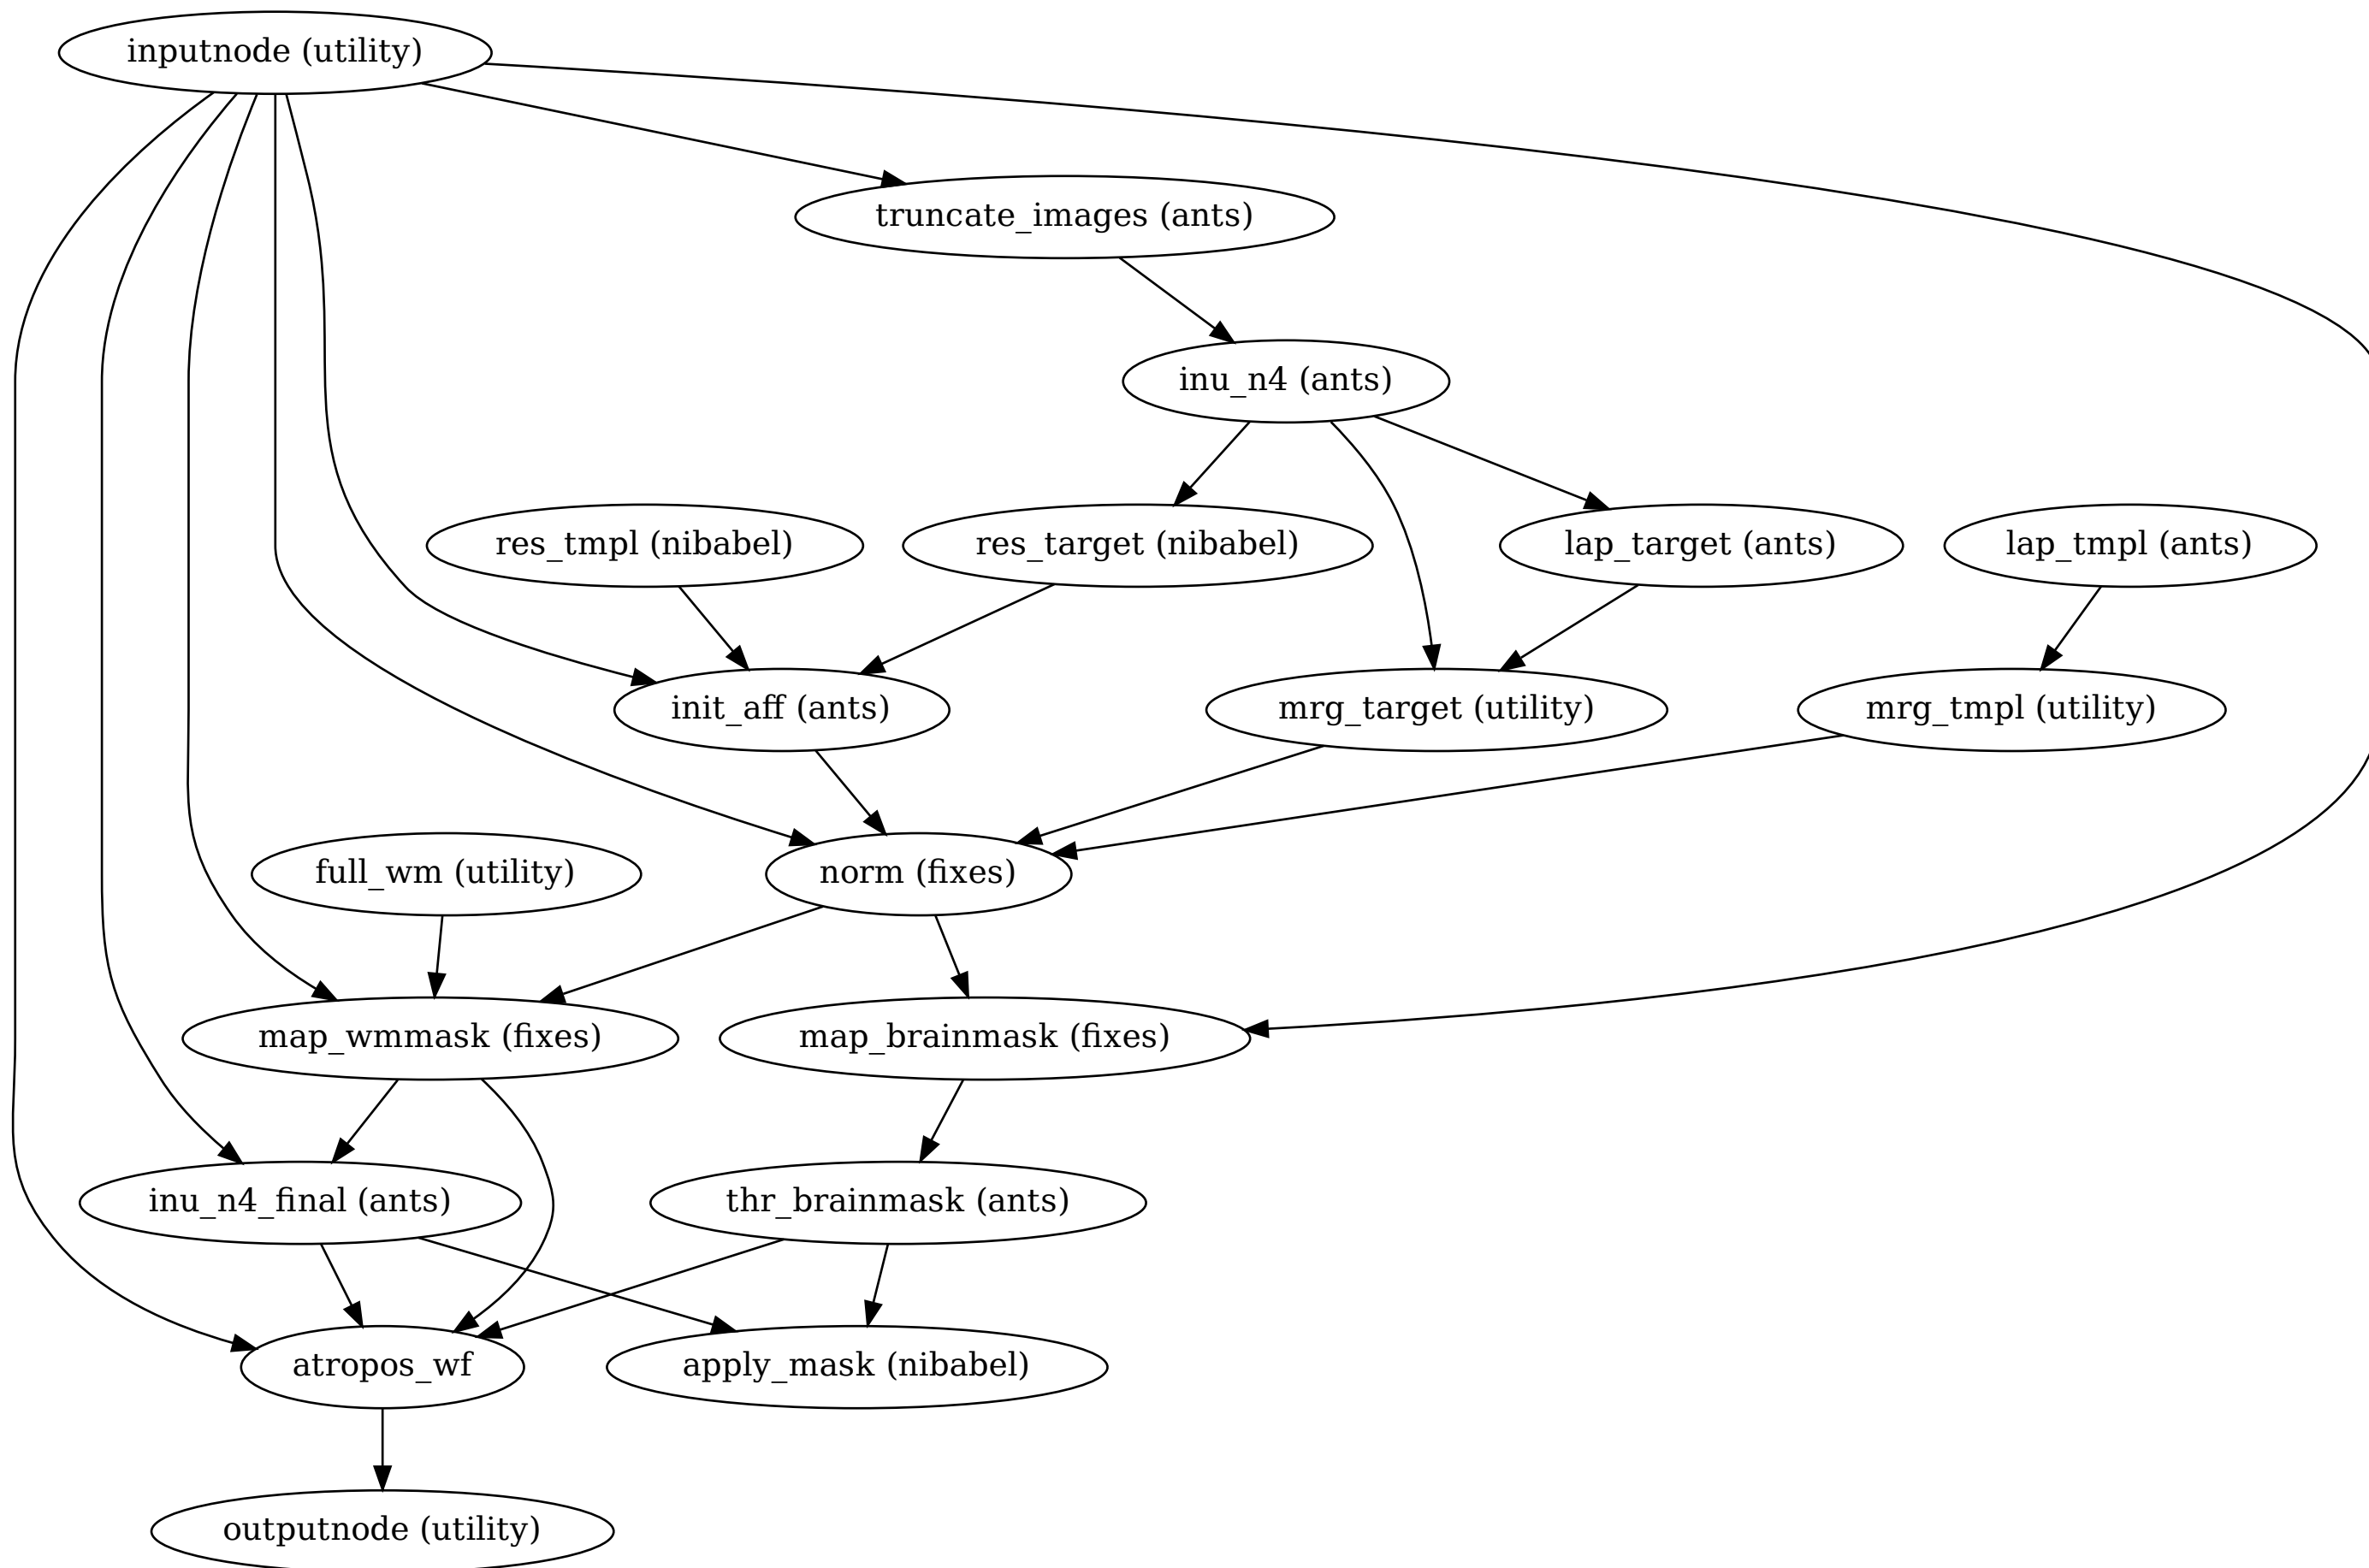 inputnode (utility)
truncate_images (ants)
inu_n4 (ants)
res_tmpl (nibabel)
res_target (nibabel)
lap_target (ants)
lap_tmpl (ants)
init_aff (ants)
mrg_target (utility)
mrg_tmpl (utility)
full_wm (utility)
norm (fixes)
map_wmmask (fixes)
map_brainmask (fixes)
inu_n4_final (ants)
thr_brainmask (ants)
atropos_wf
apply_mask (nibabel)
outputnode (utility)